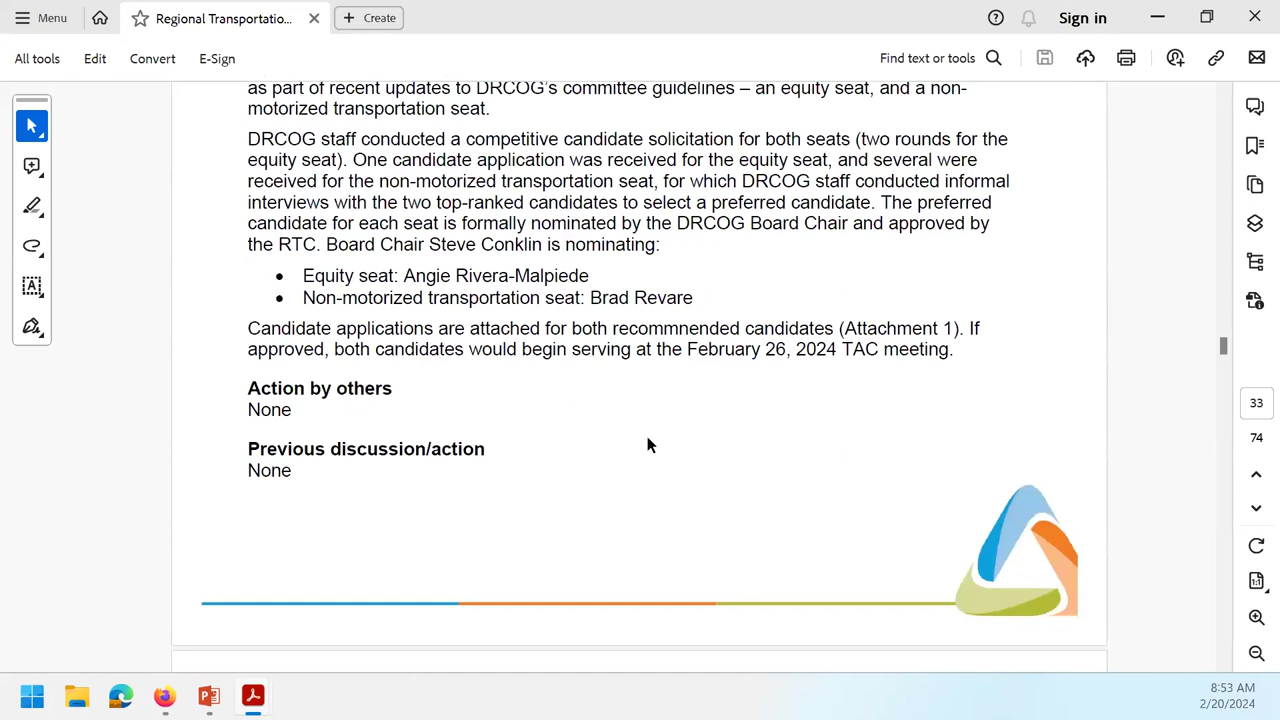 Menu
Regional Transportatio...
Create
Sign in
All tools
Edit
Convert
E-Sign
Find text or tools
as part of recent updates to DRCOG's committee guidelines – an equity seat, and a non-
motorized transportation seat.
DRCOG staff conducted a competitive candidate solicitation for both seats (two rounds for the
equity seat). One candidate application was received for the equity seat, and several were
received for the non-motorized transportation seat, for which DRCOG staff conducted informal
interviews with the two top-ranked candidates to select a preferred candidate. The preferred
candidate for each seat is formally nominated by the DRCOG Board Chair and approved by
the RTC. Board Chair Steve Conklin is nominating:
• Equity seat: Angie Rivera-Malpiede
• Non-motorized transportation seat: Brad Revare
Candidate applications are attached for both recommnended candidates (Attachment 1). If
approved, both candidates would begin serving at the February 26, 2024 TAC meeting.
Action by others
None
Previous discussion/action
None
33
74
1:1
8:53 AM
2/20/2024